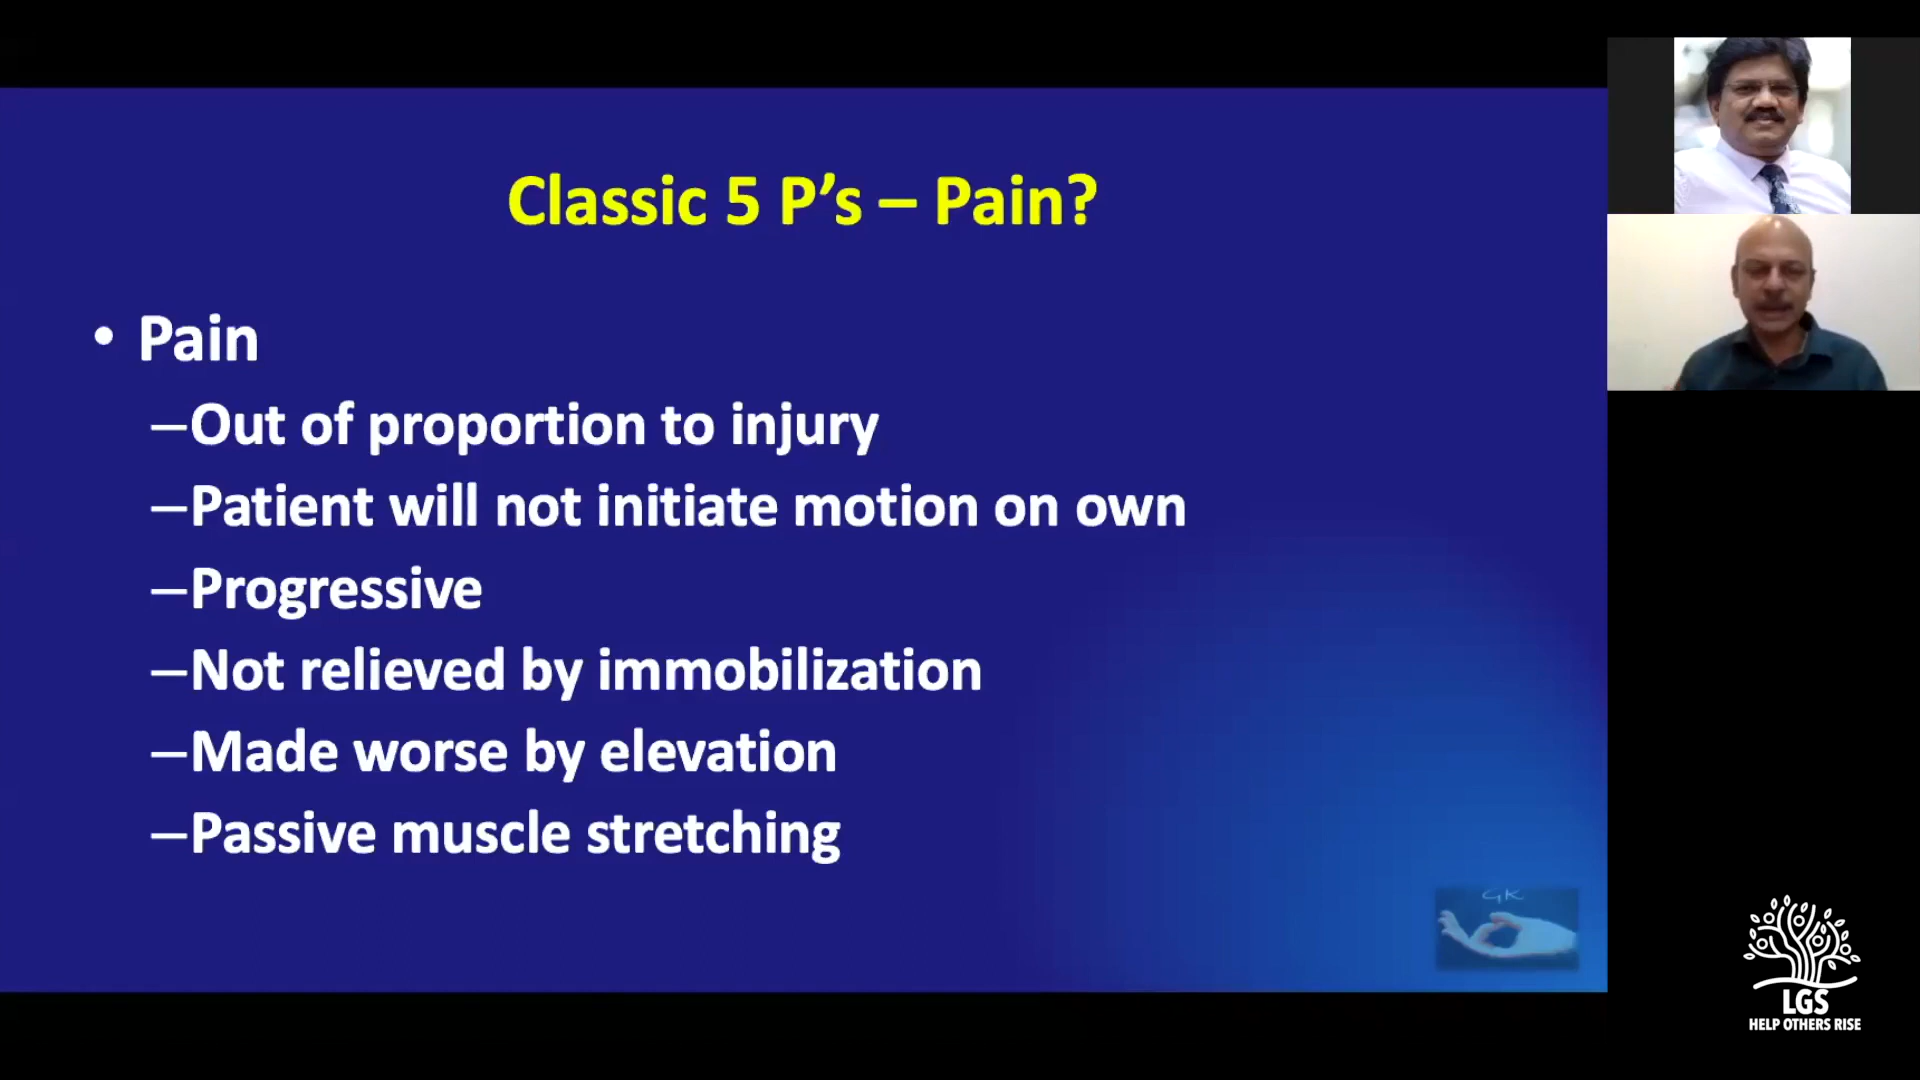 Classic 5 P's – Pain?
• Pain
–Out of proportion to injury
–Patient will not initiate motion on own
–Progressive
–Not relieved by immobilization
–Made worse by elevation
–Passive muscle stretching
GK
LGS
HELP OTHERS RISE